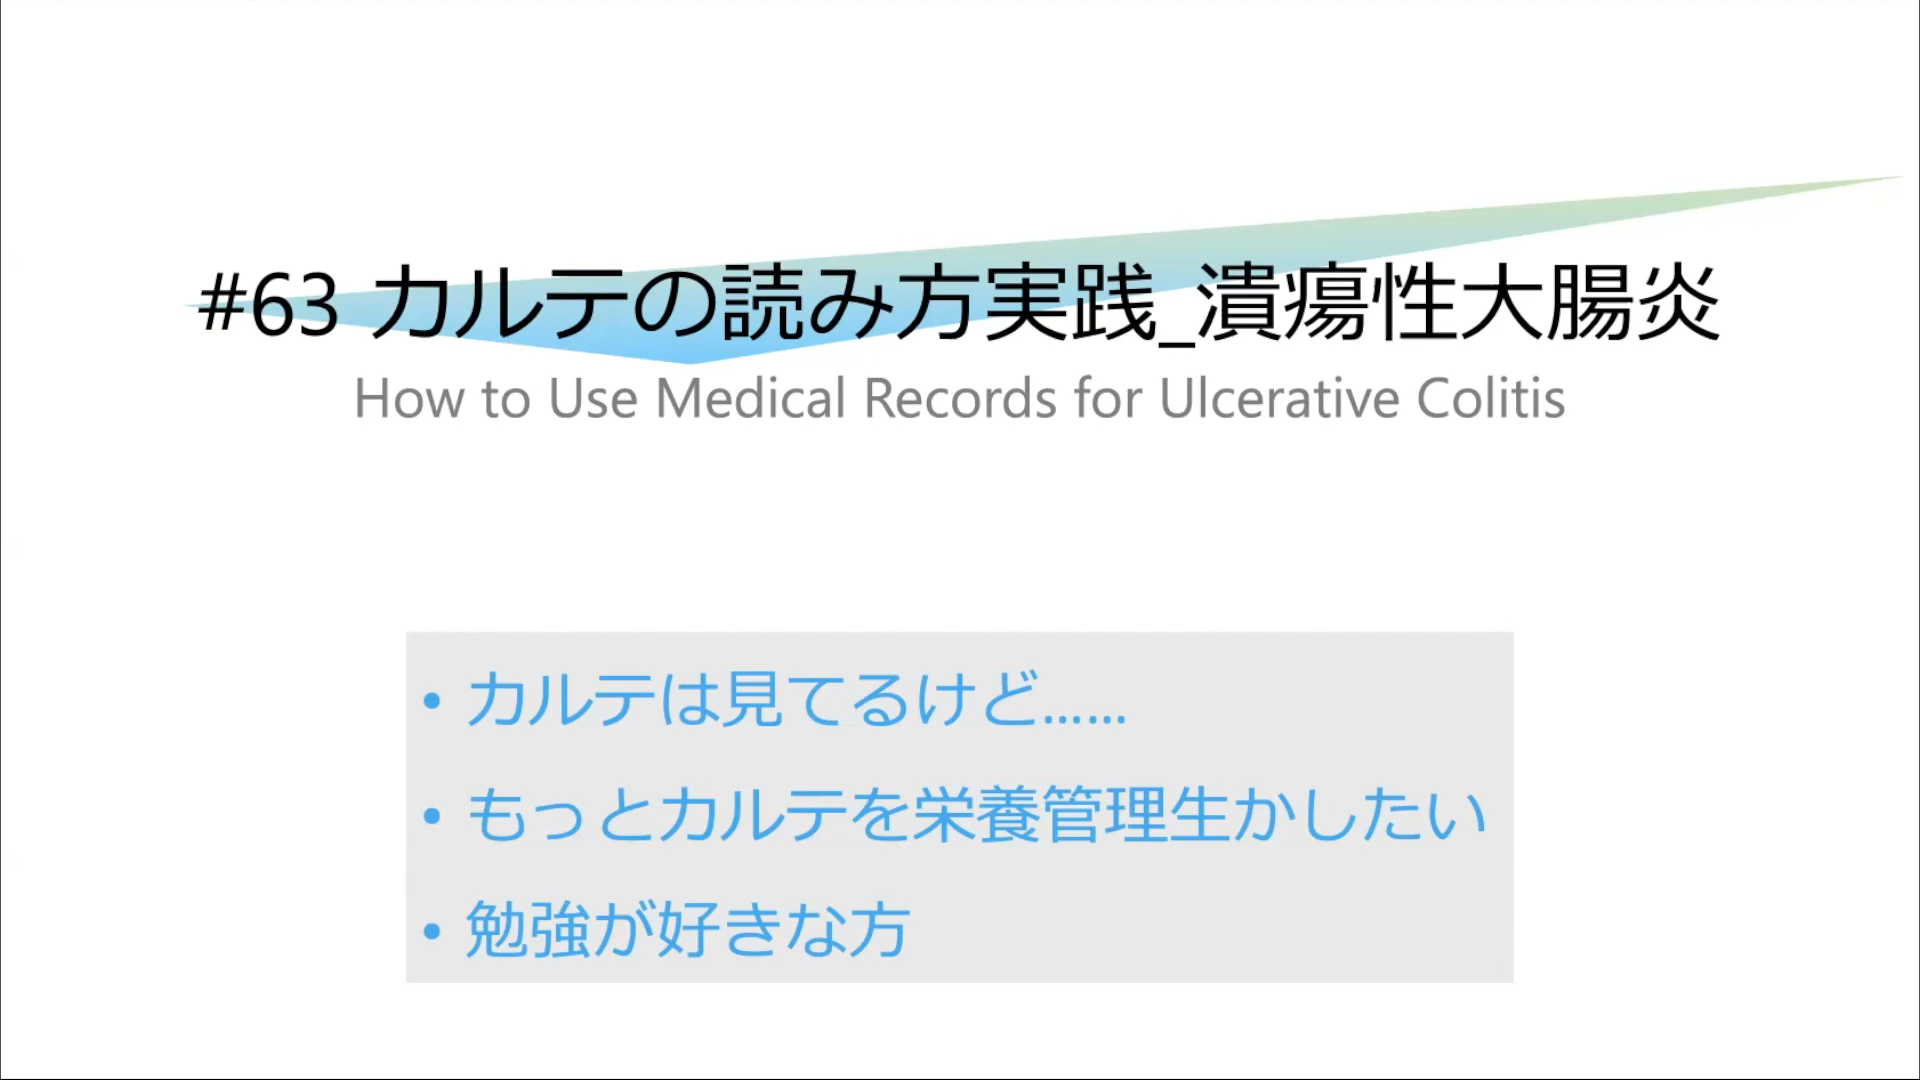 #63 カルテの読み方実践_潰瘍性大腸炎
How to Use Medical Records for Ulcerative Colitis
• カルテは見てるけど......
• もっとカルテを栄養管理生かしたい
• 勉強が好きな方